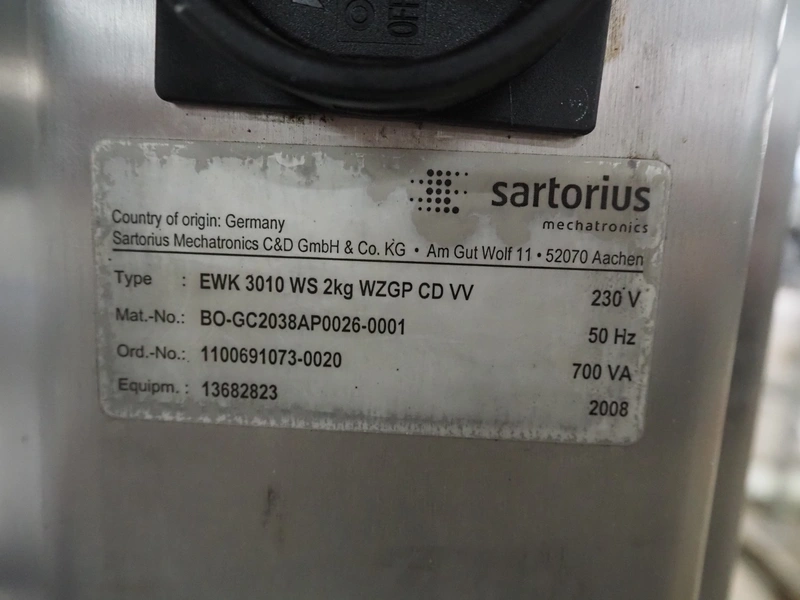 OFF
sartorius
mechatronics
Country of origin: Germany
Sartorius Mechatronics C&D GmbH & Co. KG • Am Gut Wolf 11 • 52070 Aachen
Type : EWK 3010 WS 2kg WZGP CD VV 230 V
Mat.-No.: BO-GC2038AP0026-0001 50 Hz
Ord.-No.: 1100691073-0020 700 VA
Equipm. : 13682823 2008